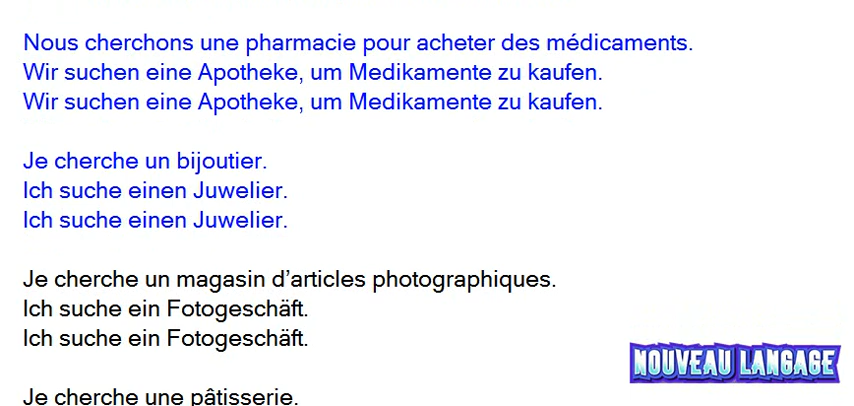 Nous cherchons une pharmacie pour acheter des médicaments.
Wir suchen eine Apotheke, um Medikamente zu kaufen.
Wir suchen eine Apotheke, um Medikamente zu kaufen.
Je cherche un bijoutier.
Ich suche einen Juwelier.
Ich suche einen Juwelier.
Je cherche un magasin d’articles photographiques.
Ich suche ein Fotogeschäft.
Ich suche ein Fotogeschäft.
NOUVEAU LANGAGE
Je cherche une pâtisserie.